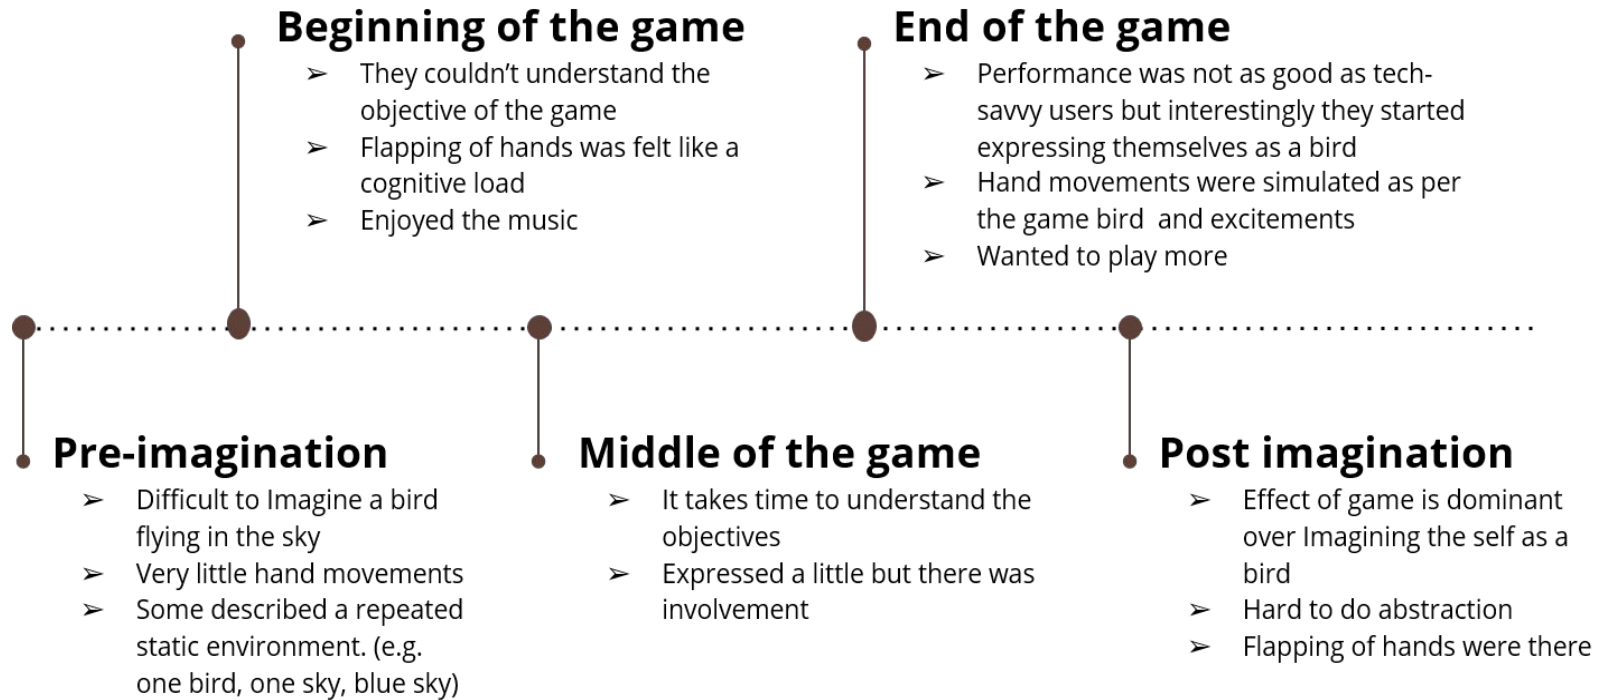 Beginning of the game
➢ They couldn't understand the
objective of the game
➢ Flapping of hands was felt like a
cognitive load
➢ Enjoyed the music
End of the game
➢ Performance was not as good as tech-
savvy users but interestingly they started
expressing themselves as a bird
➢ Hand movements were simulated as per
the game bird and excitements
➢ Wanted to play more
Pre-imagination
➢ Difficult to Imagine a bird
flying in the sky
➢ Very little hand movements
➢ Some described a repeated
static environment. (e.g.
one bird, one sky, blue sky)
Middle of the game
➢ It takes time to understand the
objectives
➢ Expressed a little but there was
involvement
Post imagination
➢ Effect of game is dominant
over Imagining the self as a
bird
➢ Hard to do abstraction
➢ Flapping of hands were there